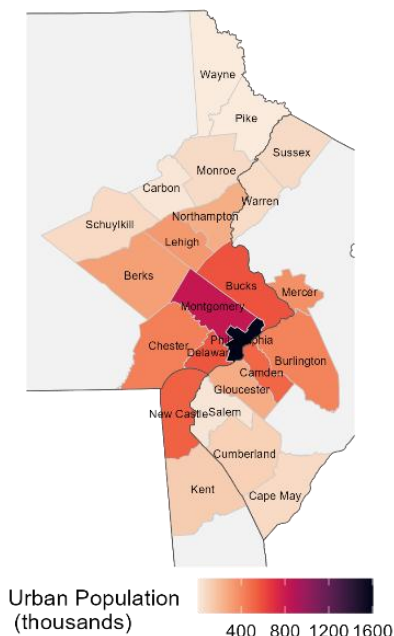 Wayne
Pike
Sussex
Monroe
Carbon
Warren
Northampton
Schuylkill
Lehigh
Berks
Bucks
Mercer
Montgomery
Chester
Delaware
Burlington
Camden
Gloucester
New Castle
Salem
Cumberland
Kent
Cape May
Urban Population
(thousands)
400 800 1200 1600